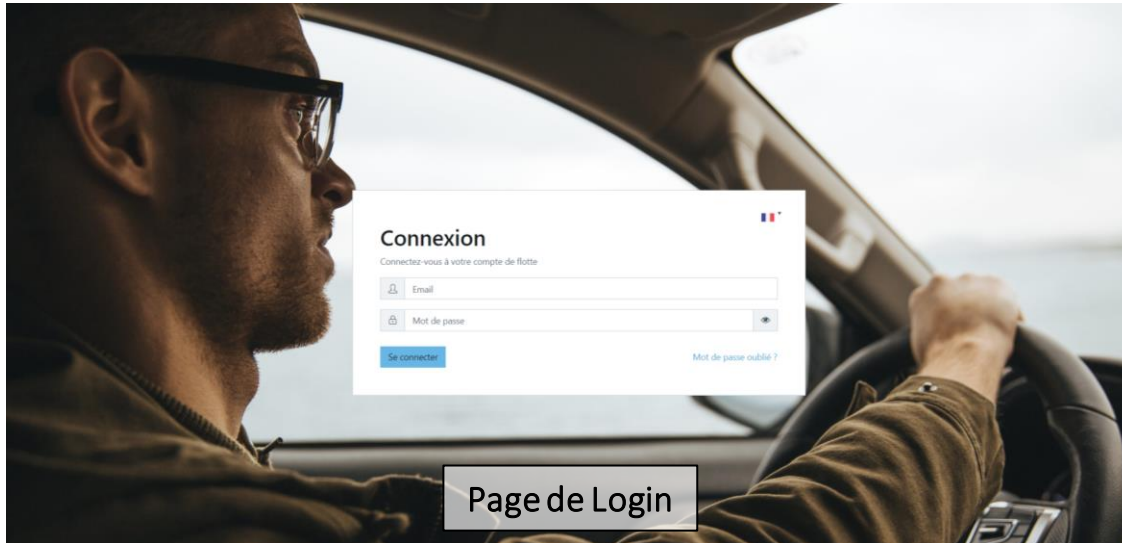 Connexion
Connectez-vous à votre compte de flotte
Email
Mot de passe
Se connecter
Mot de passe oublié ?
Page de Login